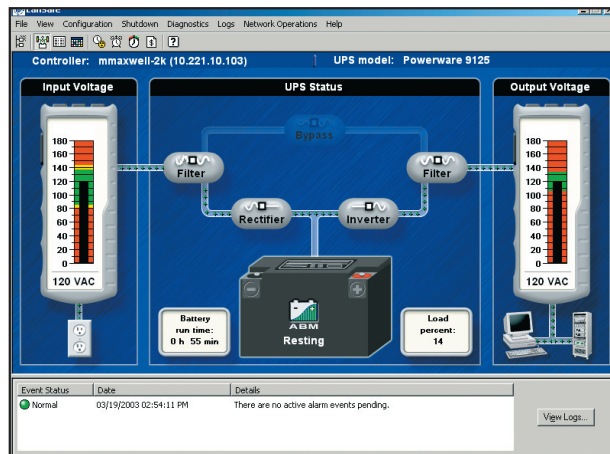 LanSafe
File View Configuration Shutdown Diagnostics Logs Network Operations Help
Controller: mmaxwell-2k (10.221.10.103) UPS model: Powerware 9125
Input Voltage
180
160
140
120
100
80
60
40
20
0
120 VAC
UPS Status
Bypass
Filter
Filter
Rectifier
Inverter
ABM
Resting
Battery
run time:
0 h 55 min
Load
percent:
14
Output Voltage
180
160
140
120
100
80
60
40
20
0
120 VAC
Event Status Date Details
Normal 03/19/2003 02:54:11 PM There are no active alarm events pending.
View Logs...